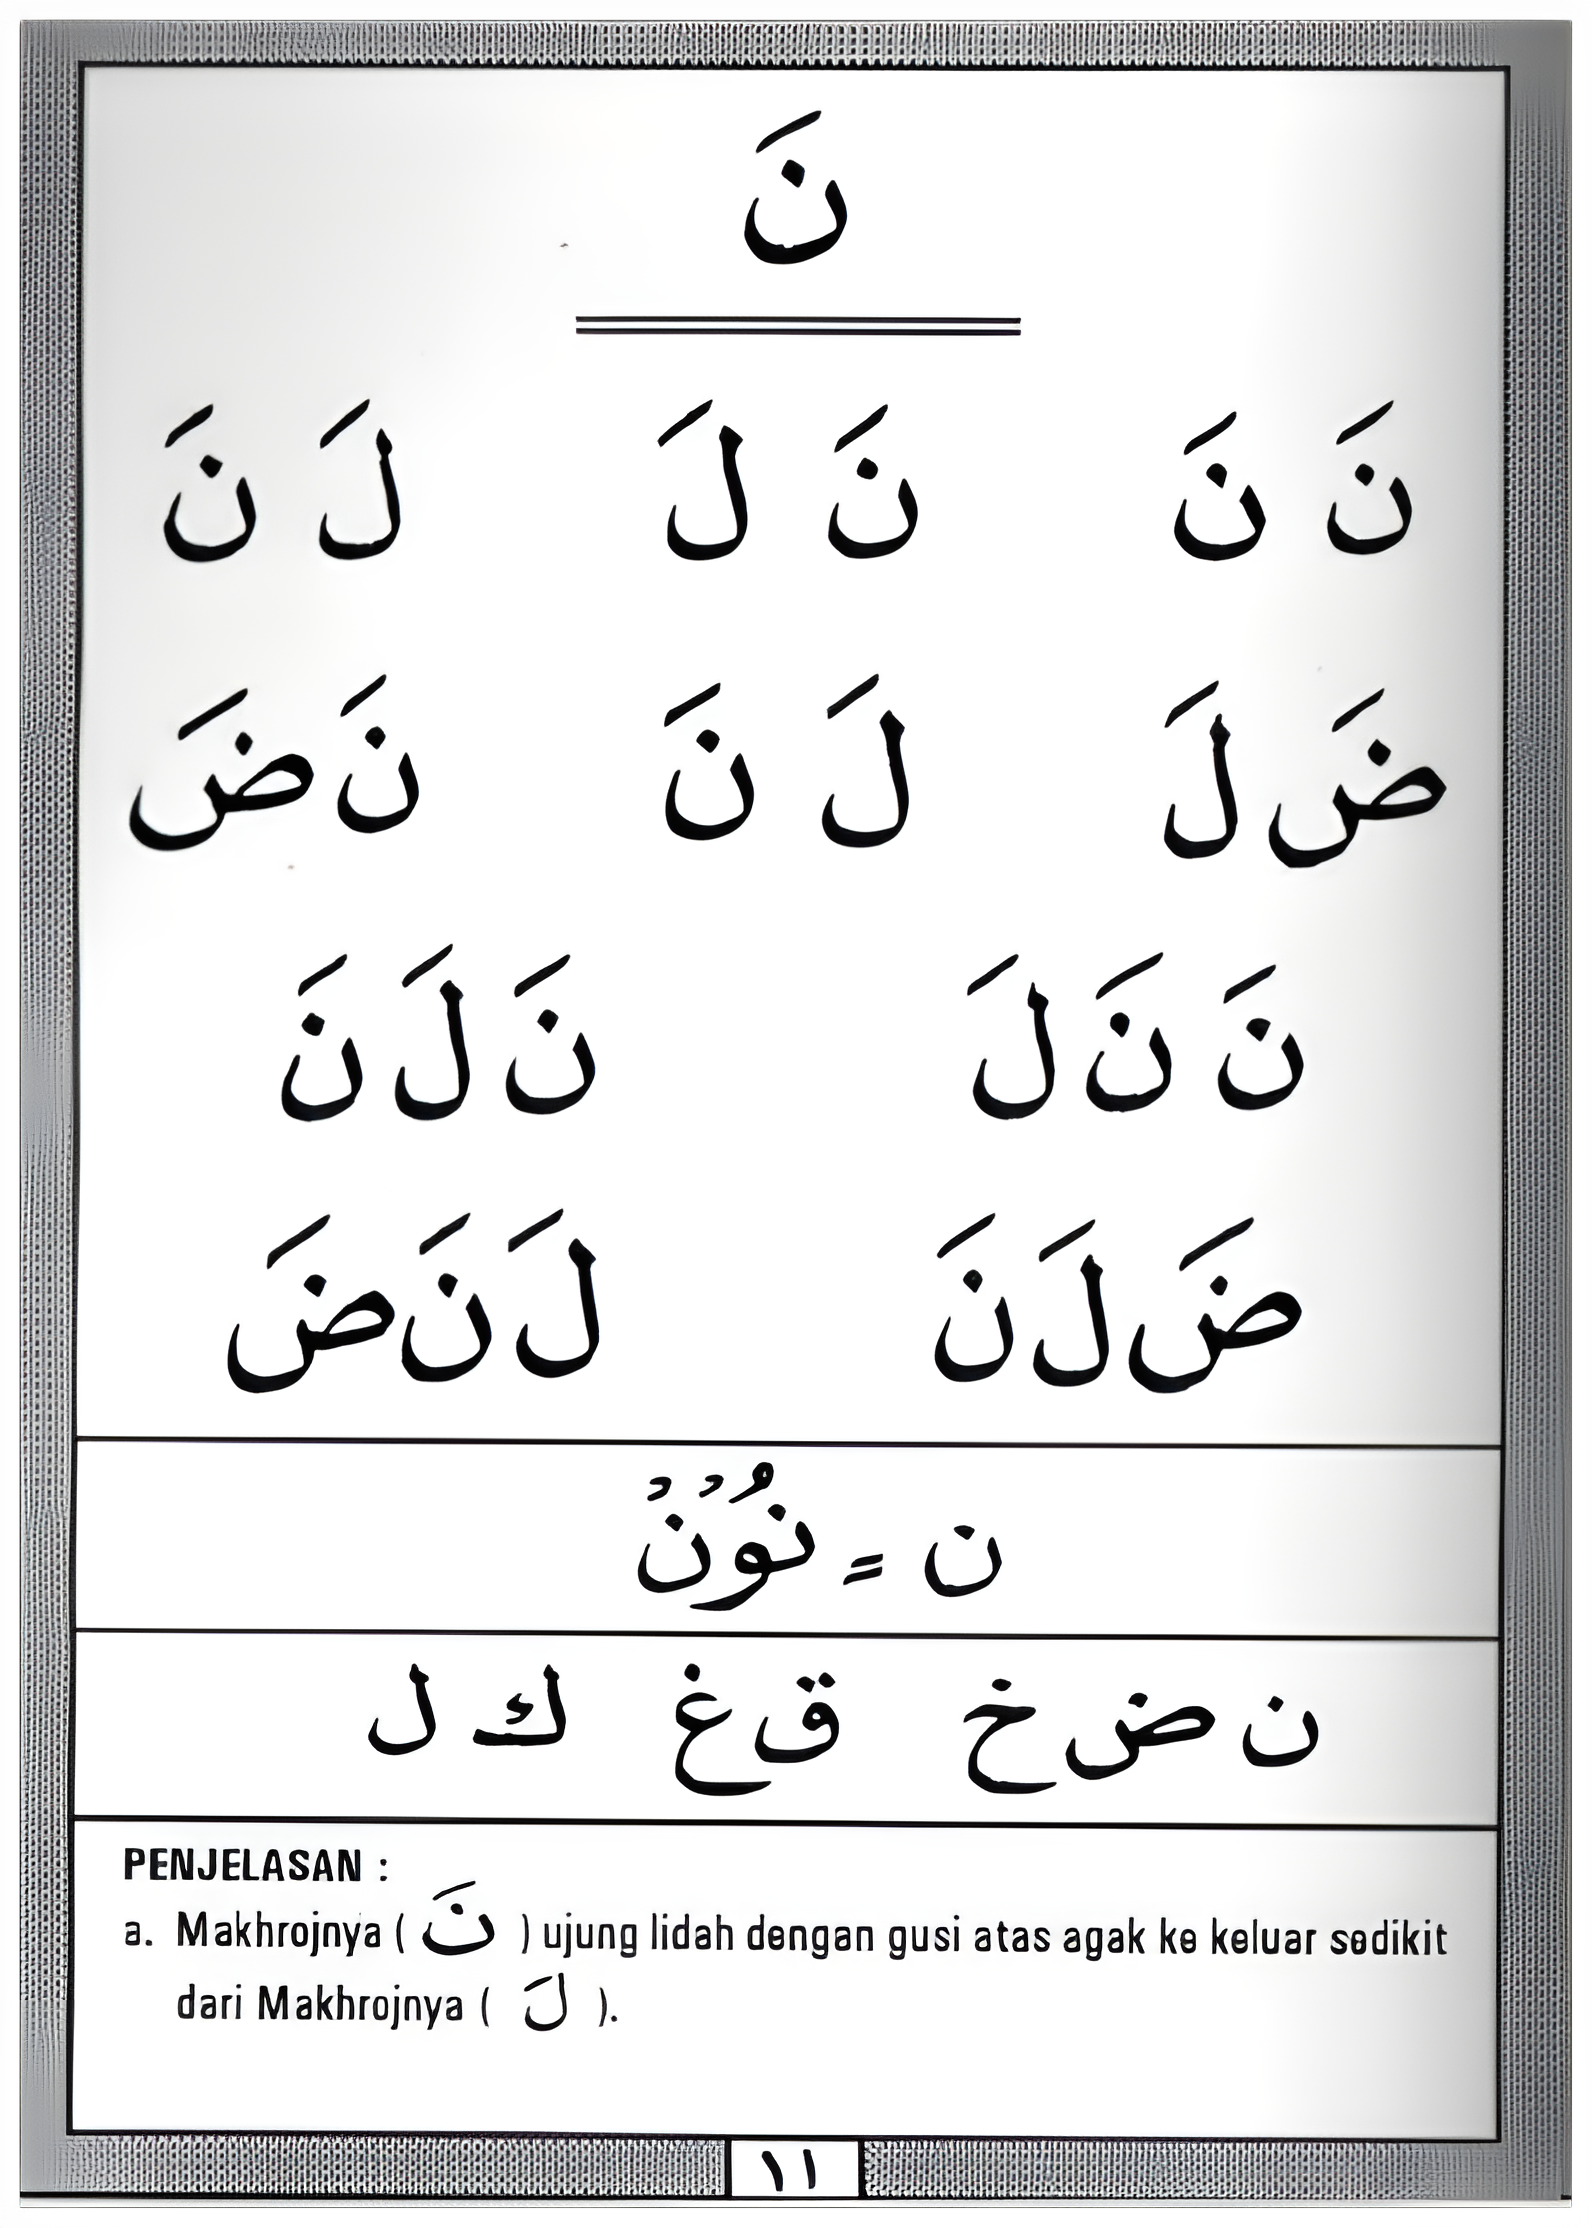 نَ
نَ نَ نَ لَ لَ نَ
ضَ لَ لَ نَ نَ ضَ
نَ نَ لَ نَ لَ نَ
ضَ لَ نَ لَ نَ ضَ
ن = نُوْنْ
ن ض خ ق غ ك ل
PENJELASAN :
a. Makhrojnya ( نَ ) ujung lidah dengan gusi atas agak ke keluar sedikit
dari Makhrojnya ( لَ ).
١١